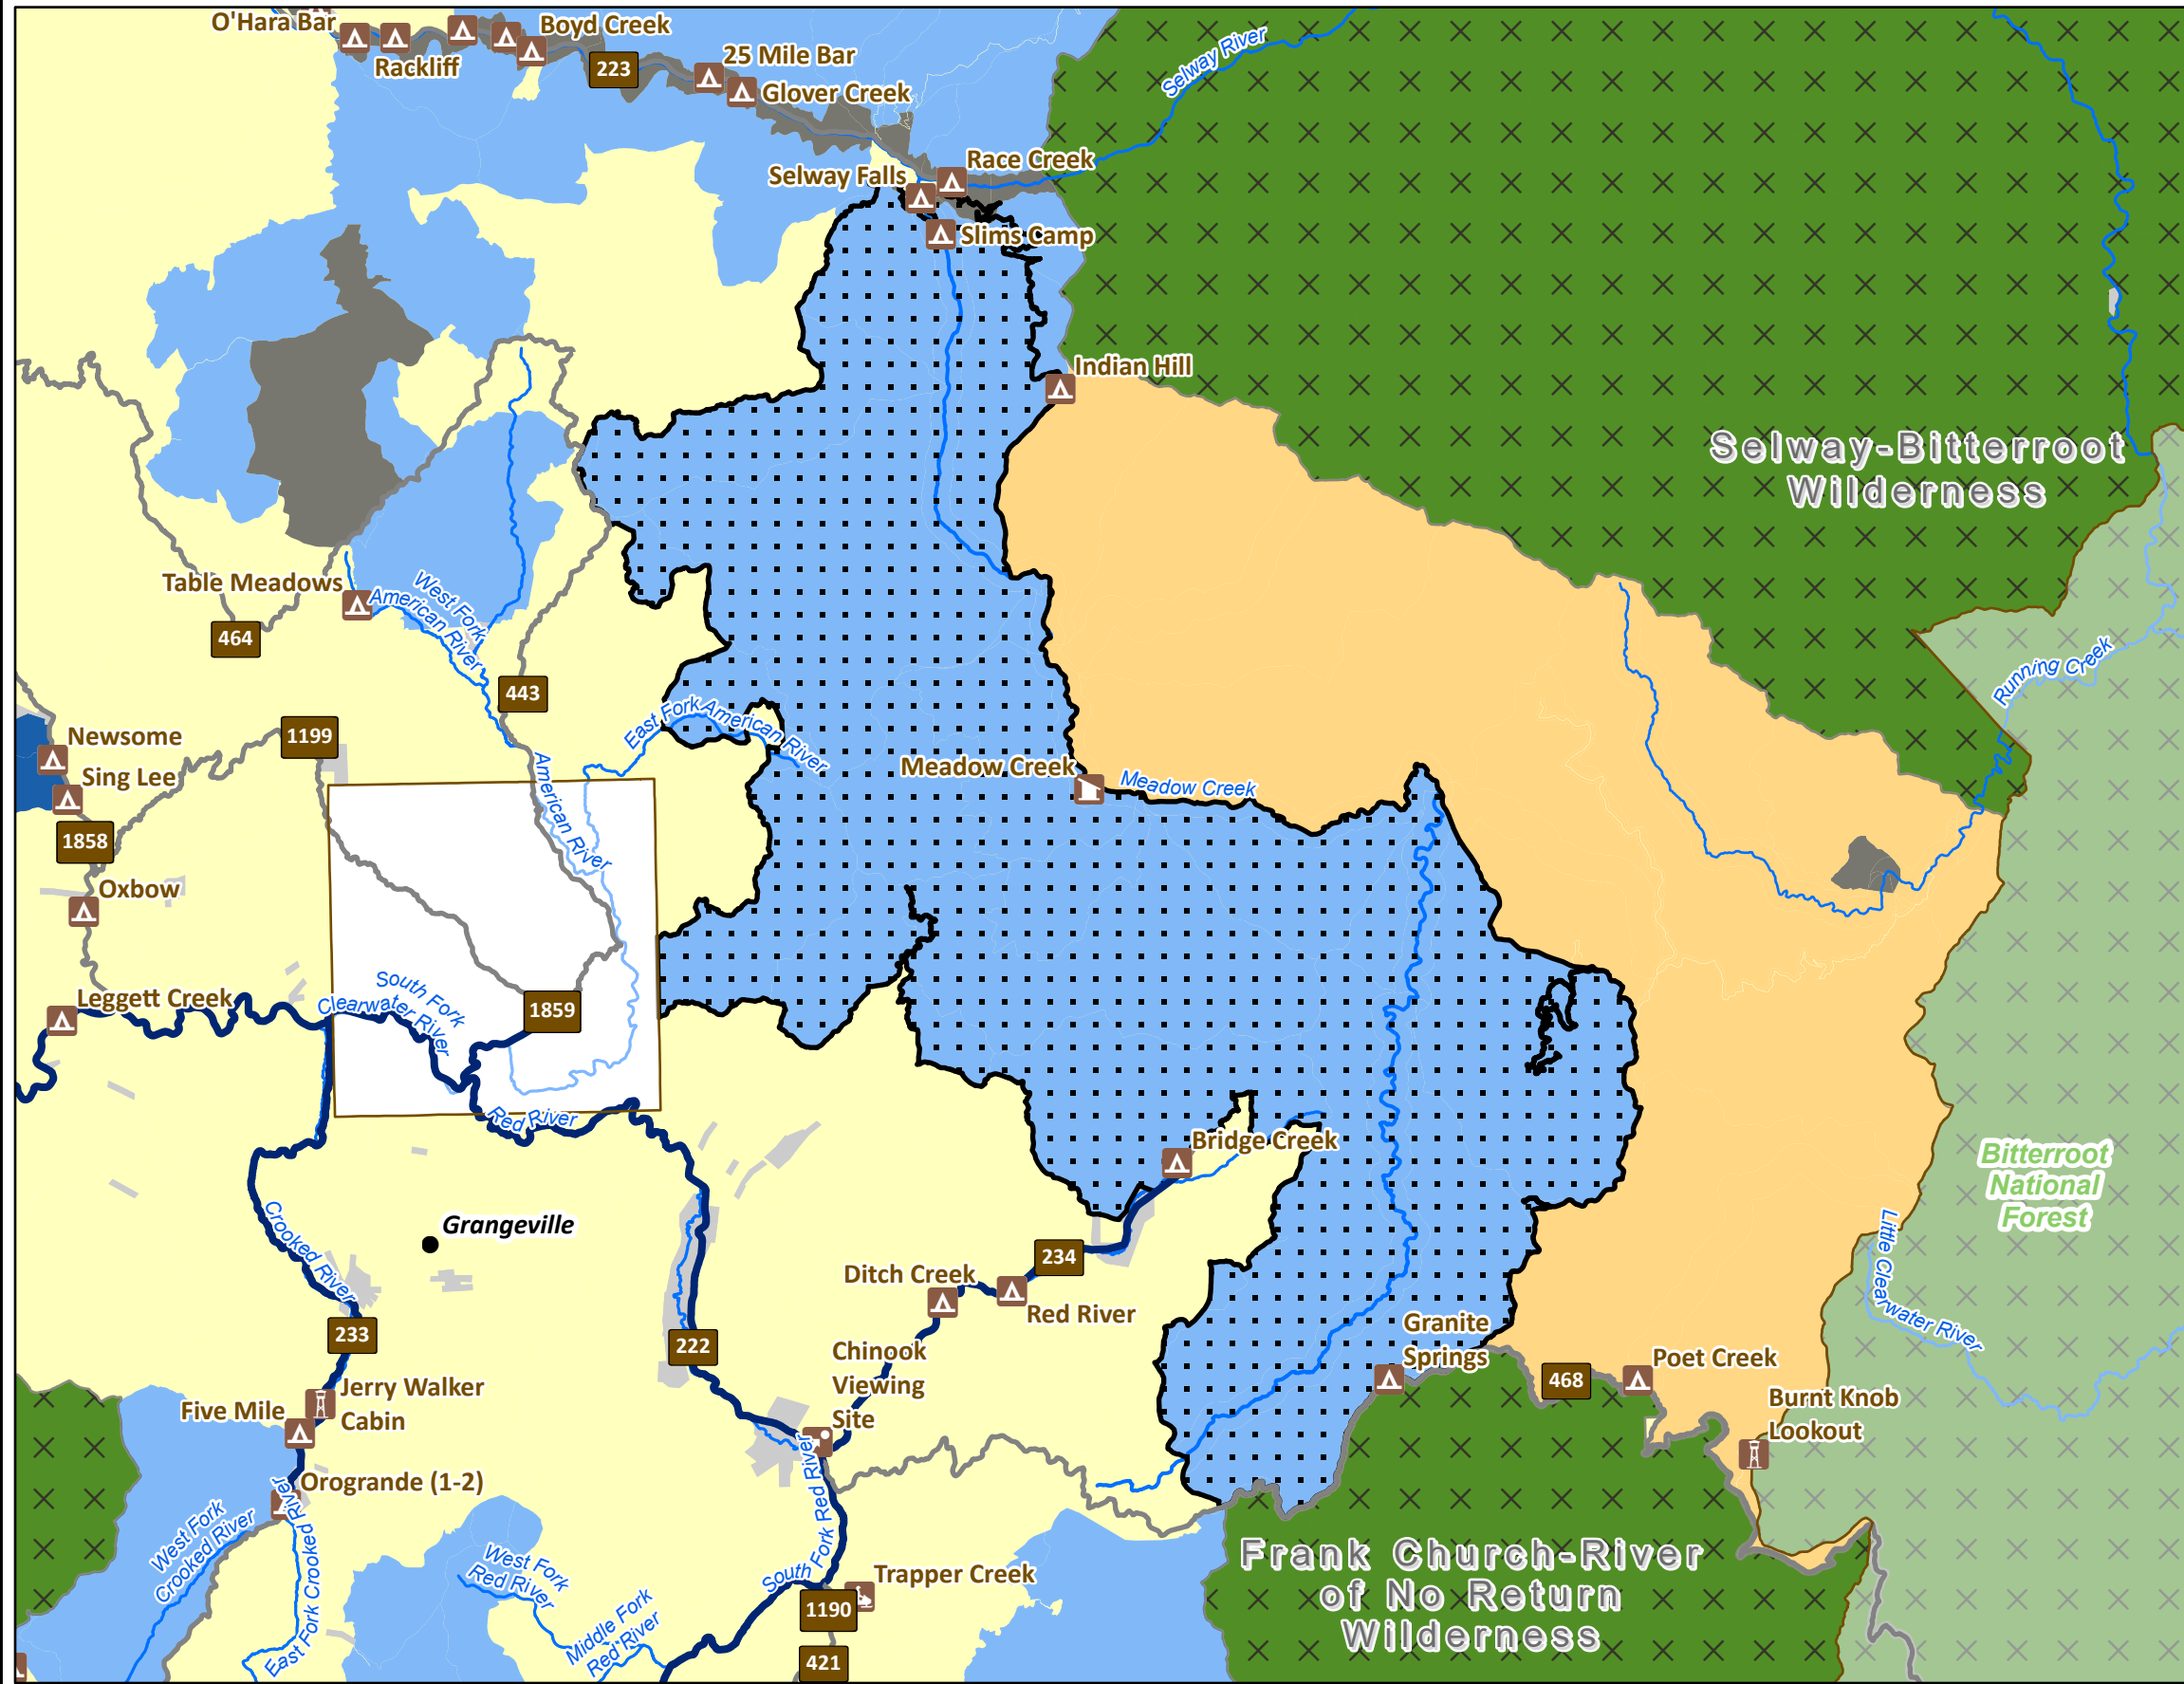 O'Hara Bar
Boyd Creek
Rackliff
223
25 Mile Bar
Glover Creek
Selway River
Race Creek
Selway Falls
Slims Camp
Indian Hill
Selway-Bitterroot
Wilderness
Table Meadows
West Fork
American River
464
443
Running Creek
East Fork American River
Newsome
1199
Sing Lee
Meadow Creek
Meadow Creek
American River
1858
Oxbow
Leggett Creek
South Fork
Clearwater River
1859
Red River
Bridge Creek
Bitterroot
National
Forest
Crooked River
Grangeville
Little Clearwater River
234
Ditch Creek
Red River
233
222
Chinook
Viewing
Site
Granite
Springs
468
Poet Creek
Burnt Knob
Lookout
Jerry Walker
Cabin
Five Mile
Orogrande (1-2)
West Fork
Crooked River
East Fork Crooked River
South Fork Red River
West Fork
Red River
Middle Fork
Red River
Trapper Creek
1190
421
Frank Church-River
of No Return
Wilderness